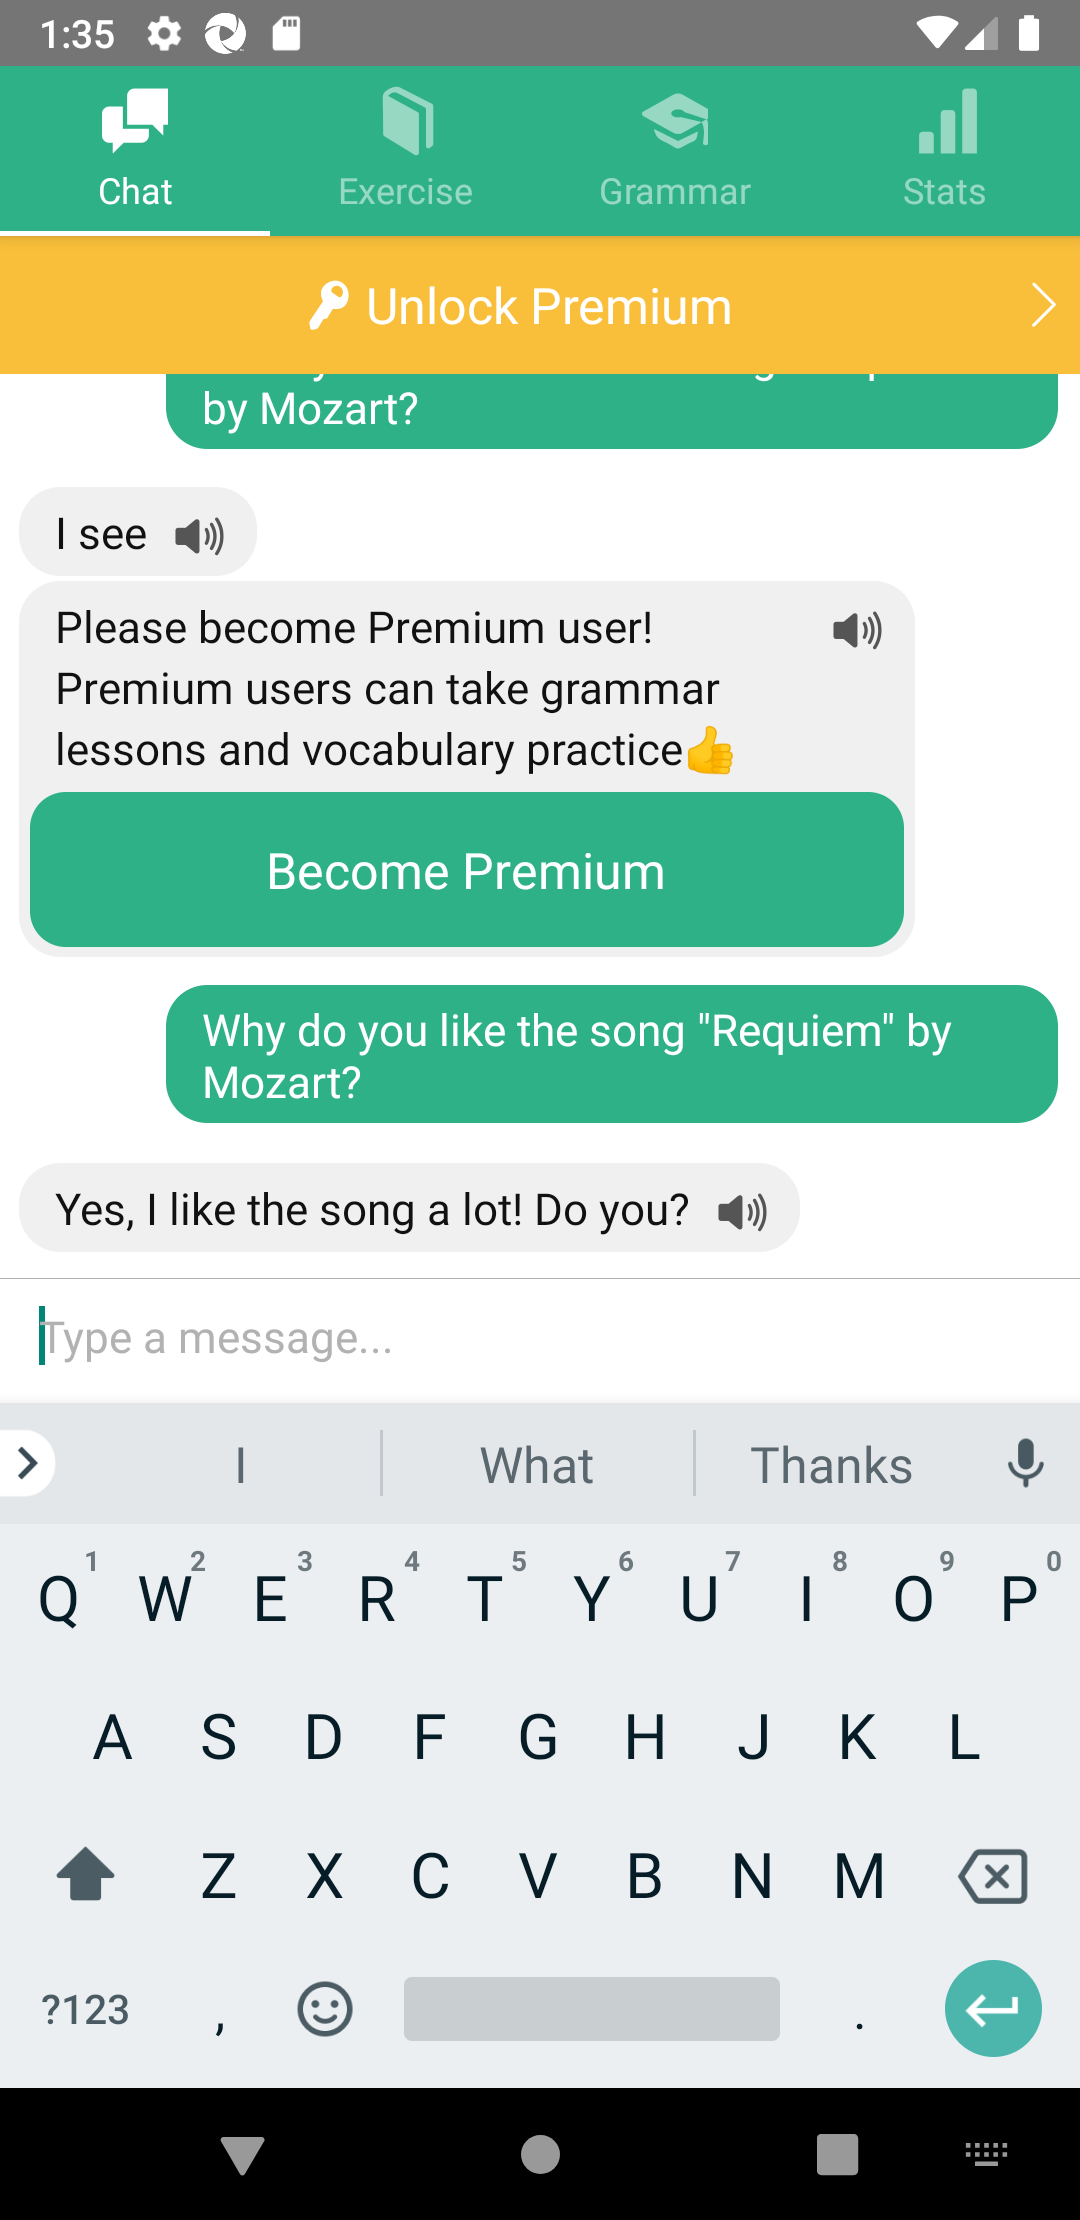 1:35
Chat
Exercise
Grammar
Stats
Unlock Premium
by Mozart?
I see
Please become Premium user!
Premium users can take grammar
lessons and vocabulary practice👍
Become Premium
Why do you like the song "Requiem" by
Mozart?
Yes, I like the song a lot! Do you?
Type a message...
I What Thanks
1 2 3 4 5 6 7 8 9 0
Q W E R T Y U I O P
A S D F G H J K L
Z X C V B N M
?123 , .